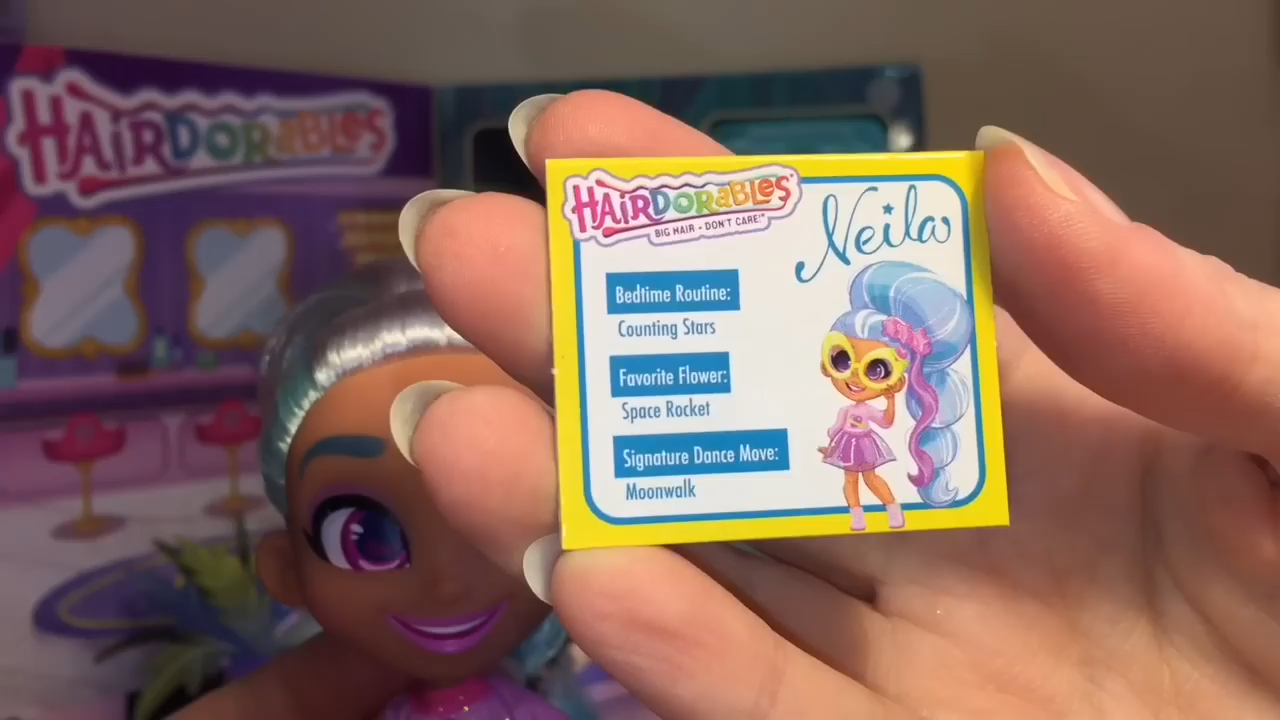 HAIRDORABLES
HAIRDORABLES
BIG HAIR - DON'T CARE!
Neila
Bedtime Routine:
Counting Stars
Favorite Flower:
Space Rocket
Signature Dance Move:
Moonwalk